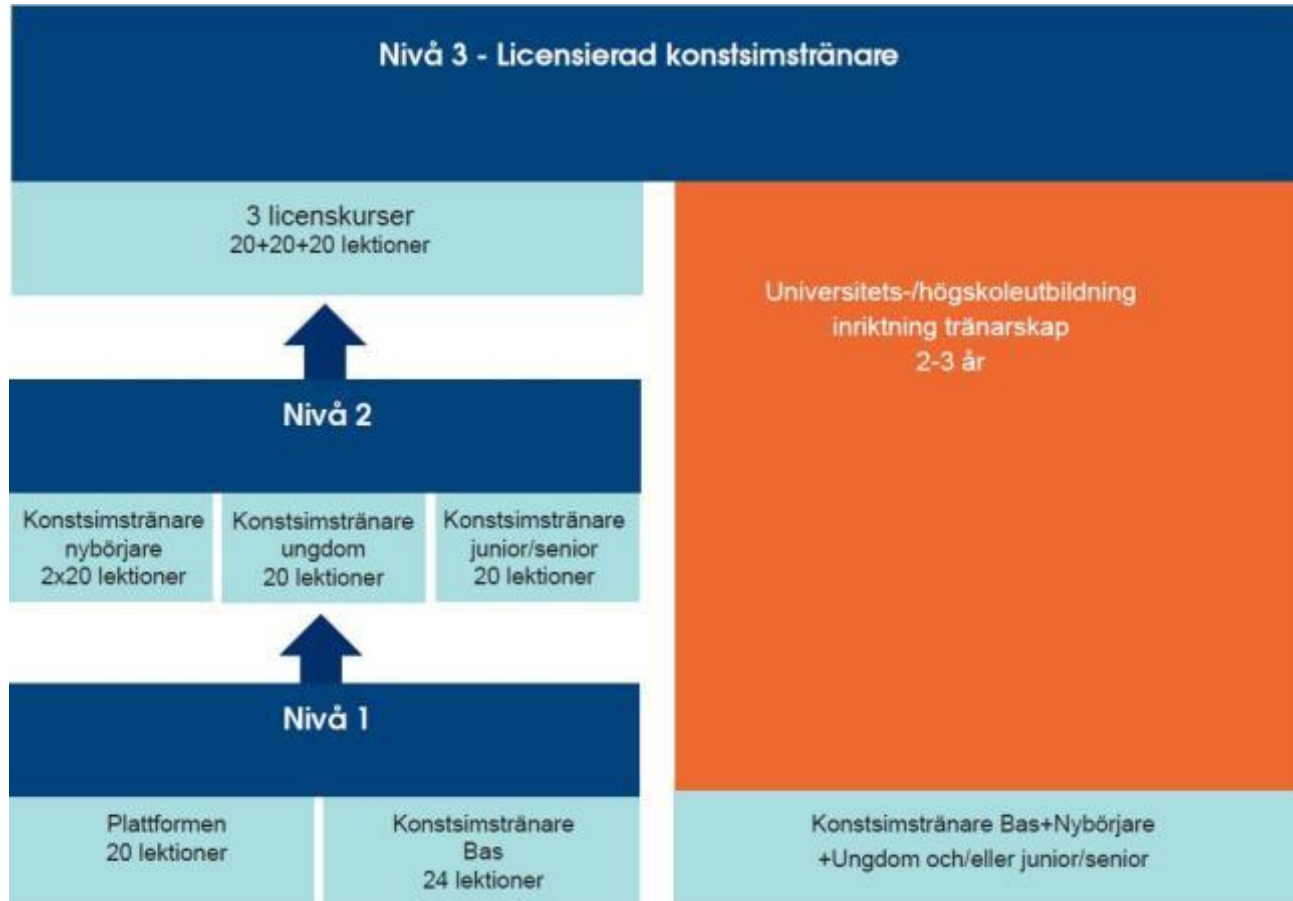 Nivå 3 - Licensierad konstsimstränare
3 licenskurser
20+20+20 lektioner
Universitets-/högskoleutbildning
inriktning tränarskap
2-3 år
Nivå 2
Konstsimstränare
nybörjare
2x20 lektioner
Konstsimstränare
ungdom
20 lektioner
Konstsimstränare
junior/senior
20 lektioner
Nivå 1
Plattformen
20 lektioner
Konstsimstränare
Bas
24 lektioner
Konstsimstränare Bas+Nybörjare
+Ungdom och/eller junior/senior